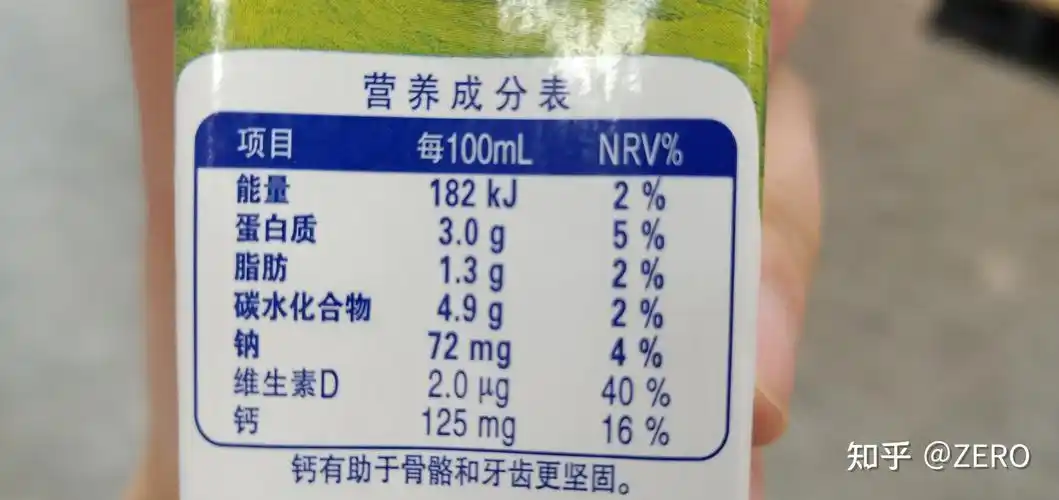 营养成分表
项目 每100mL NRV%
能量 182 kJ 2 %
蛋白质 3.0 g 5 %
脂肪 1.3 g 2 %
碳水化合物 4.9 g 2 %
钠 72 mg 4 %
维生素D 2.0 μg 40 %
钙 125 mg 16 %
钙有助于骨骼和牙齿更坚固。
知乎 @ZERO